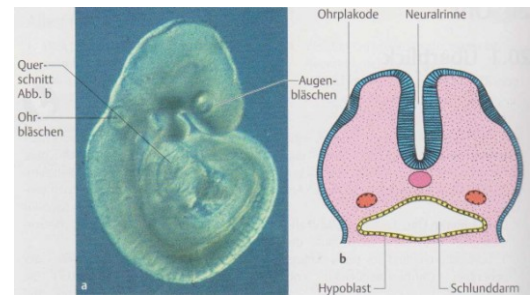 Quer-
schnitt
Abb. b
Ohr-
bläschen
Augen-
bläschen
a
Ohrplakode
Neuralrinne
b
Hypoblast
Schlunddarm